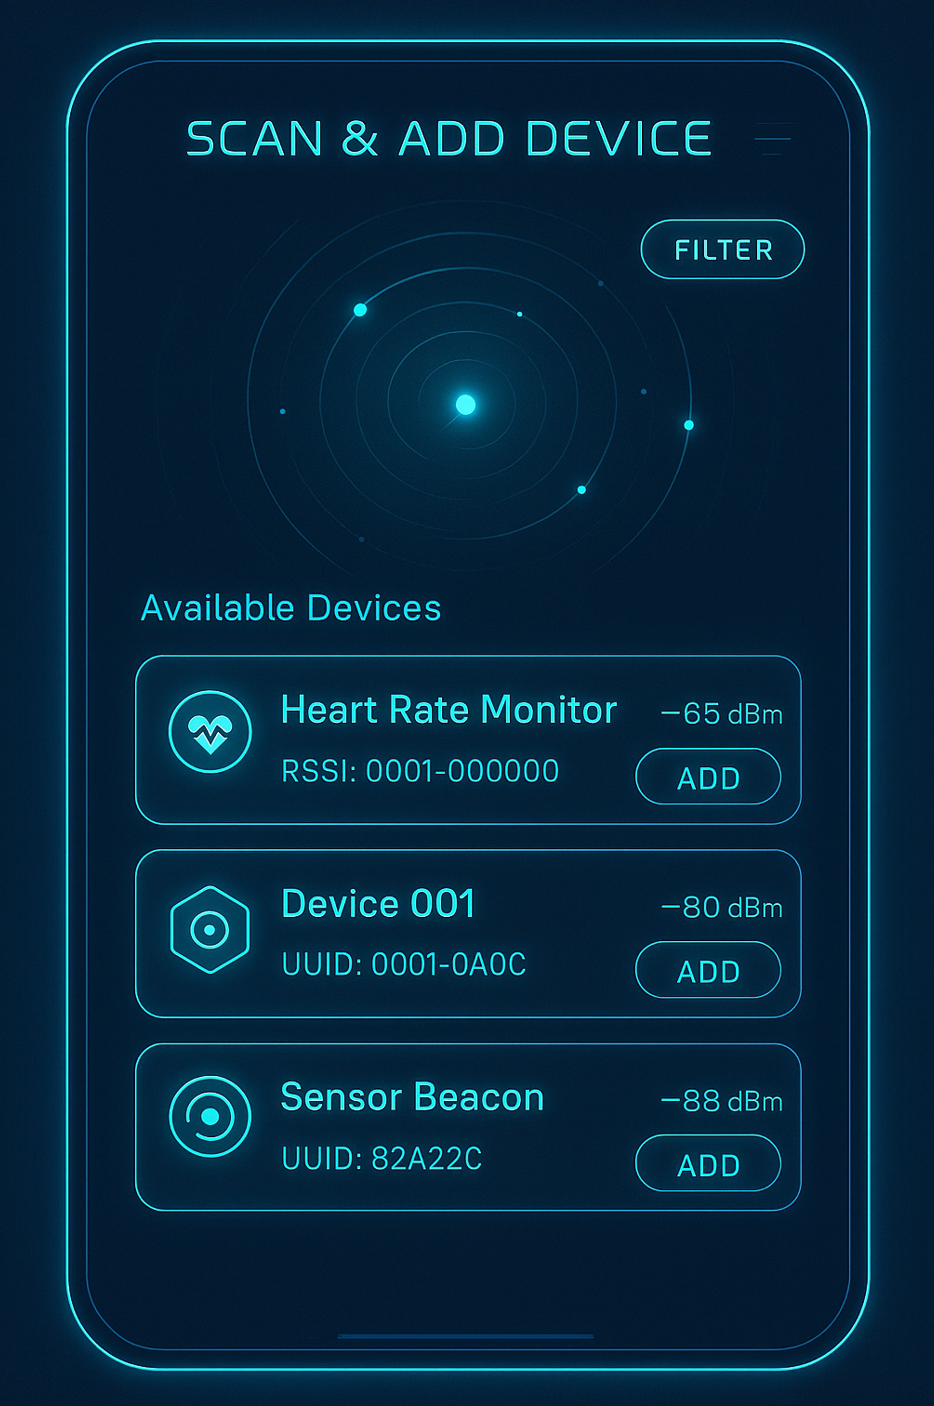 SCAN & ADD DEVICE
FILTER
Available Devices
Heart Rate Monitor
−65 dBm
RSSI: 0001-000000
ADD
Device 001
−80 dBm
UUID: 0001-0A0C
ADD
Sensor Beacon
−88 dBm
UUID: 82A22C
ADD